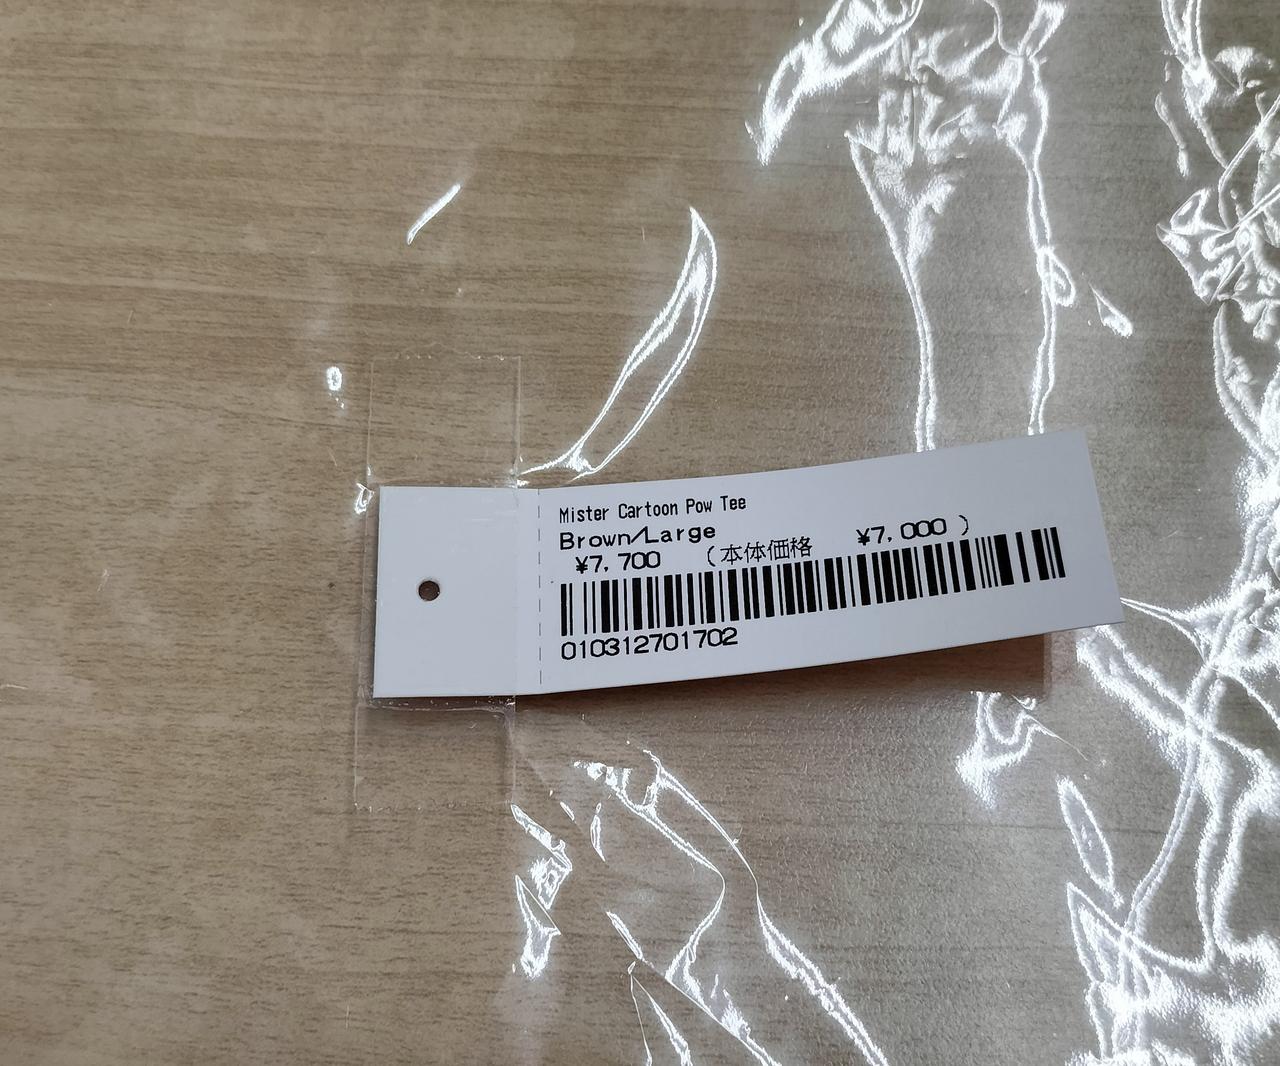 Mister Cartoon Pow Tee
Brown/Large
¥7,700 (本体価格 ¥7,000 )
010312701702